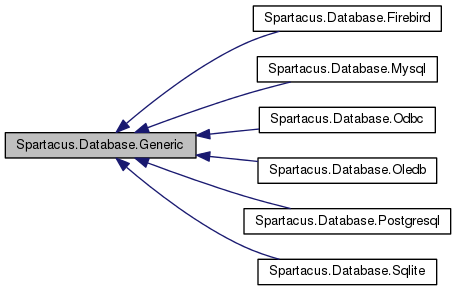 Spartacus.Database.Firebird
Spartacus.Database.Mysql
Spartacus.Database.Odbc
Spartacus.Database.Generic
Spartacus.Database.Oledb
Spartacus.Database.Postgresql
Spartacus.Database.Sqlite